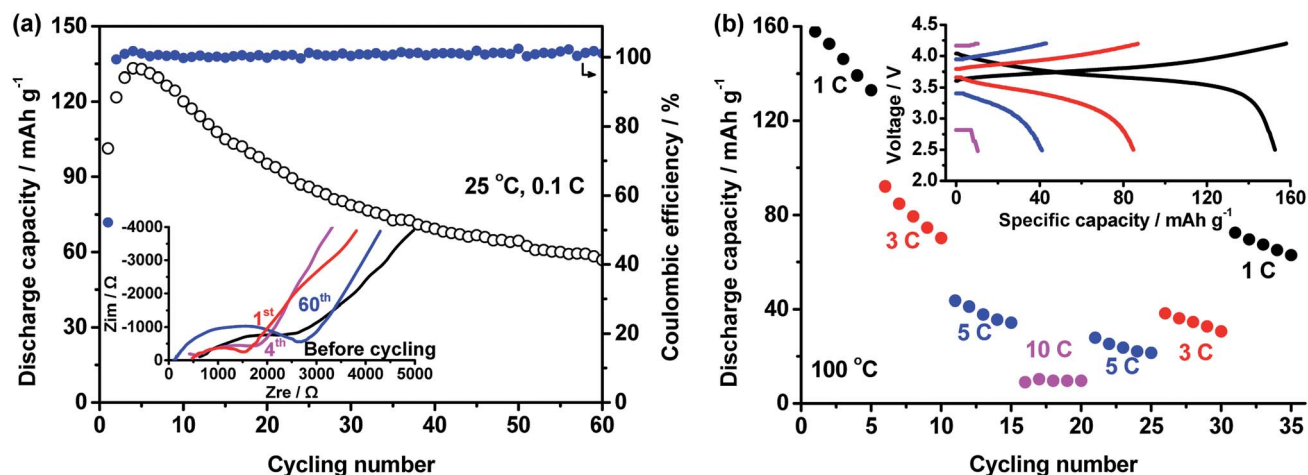 (a)
150
120
90
60
30
0
Discharge capacity / mAh g-1
0 10 20 30 40 50 60
Cycling number
100
80
60
40
20
0
Coulombic efficiency / %
25 °C, 0.1 C
-4000
-3000
-2000
-1000
0
Zim / Ω
0 1000 2000 3000 4000 5000
Zre / Ω
1st
60th
4th
Before cycling
(b)
160
120
80
40
0
Discharge capacity / mAh g-1
0 5 10 15 20 25 30 35
Cycling number
1 C
3 C
5 C
10 C
5 C
3 C
1 C
100 °C
4.5
4.0
3.5
3.0
2.5
2.0
Voltage / V
0 40 80 120 160
Specific capacity / mAh g-1
1 C
3 C
5 C